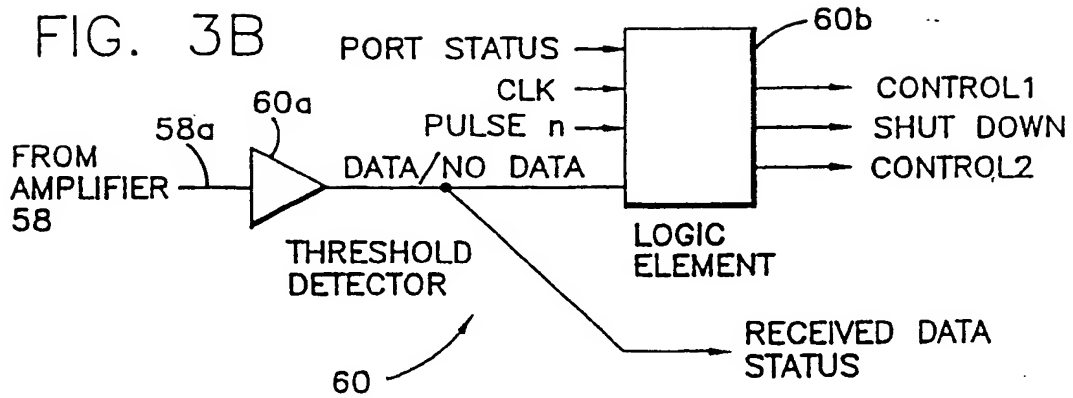 FIG. 3B
PORT STATUS
CLK
PULSE n
60b
CONTROL1
SHUT DOWN
CONTROL2
60a
58a
FROM
AMPLIFIER
58
DATA/NO DATA
THRESHOLD
DETECTOR
LOGIC
ELEMENT
60
RECEIVED DATA
STATUS